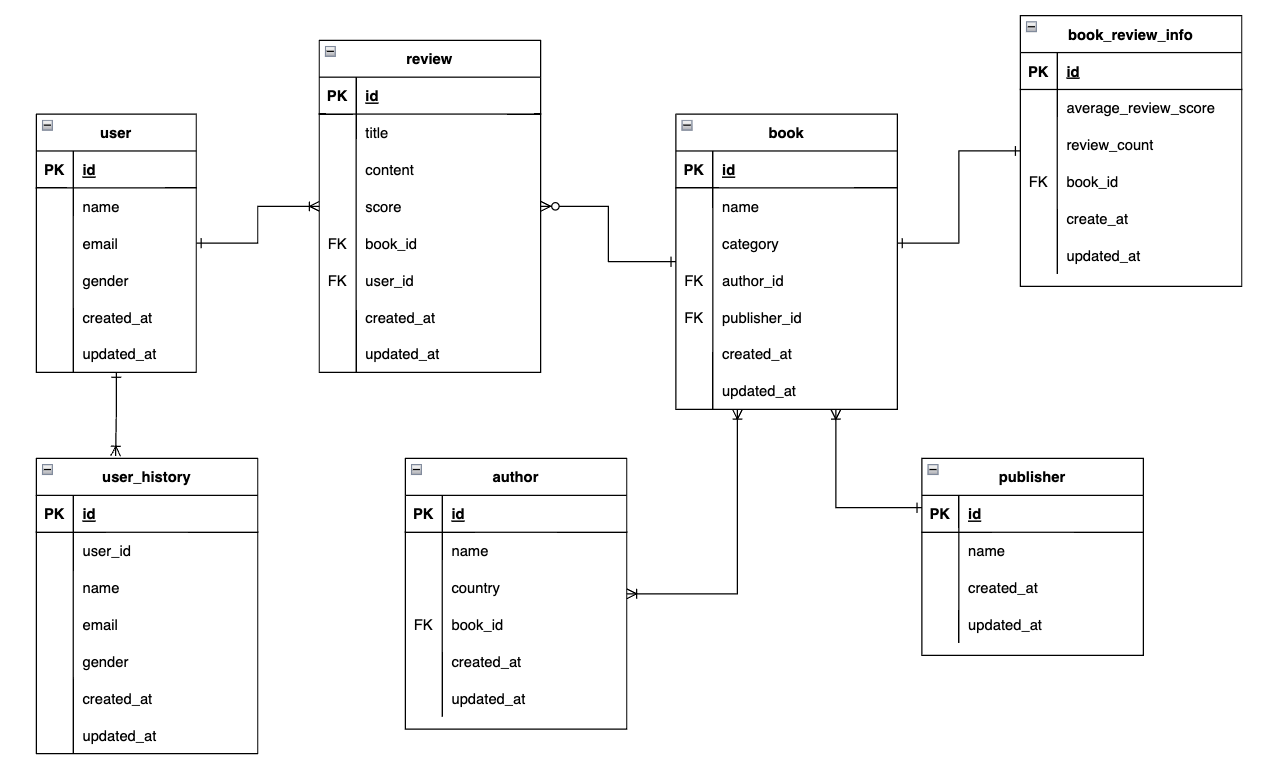 user
PK id
name
email
gender
created_at
updated_at
review
PK id
title
content
score
FK book_id
FK user_id
created_at
updated_at
book
PK id
name
category
FK author_id
FK publisher_id
created_at
updated_at
book_review_info
PK id
average_review_score
review_count
FK book_id
create_at
updated_at
user_history
PK id
user_id
name
email
gender
created_at
updated_at
author
PK id
name
country
FK book_id
created_at
updated_at
publisher
PK id
name
created_at
updated_at